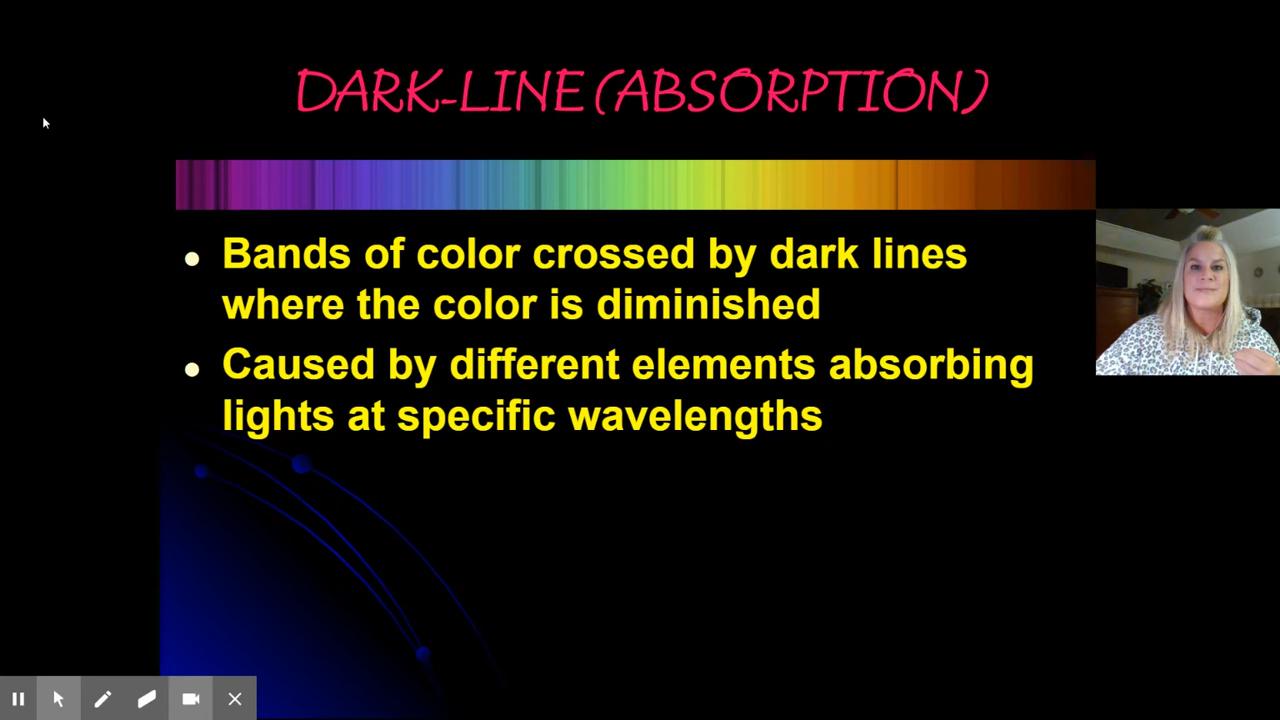 DARK-LINE (ABSORPTION)
Bands of color crossed by dark lines
where the color is diminished
Caused by different elements absorbing
lights at specific wavelengths